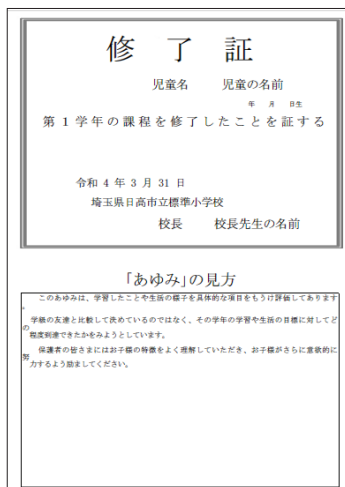 修 了 証
児童名 児童の名前
年 月 日生
第 1 学 年 の 課 程 を 修 了 し た こ と を 証 す る
令和 4 年 3 月 31 日
埼玉県日高市立標準小学校
校長 校長先生の名前
「あゆみ」の見方
このあゆみは、学習したことや生活の様子を具体的な項目をもうけ評価してあります
。
学級の友達と比較して決めているのではなく、その学年の学習や生活の目標に対してど
の
程度到達できたかをみようとしています。
保護者の皆さまにはお子様の特徴をよく理解していただき、お子様がさらに意欲的に
努
力するよう励ましてください。